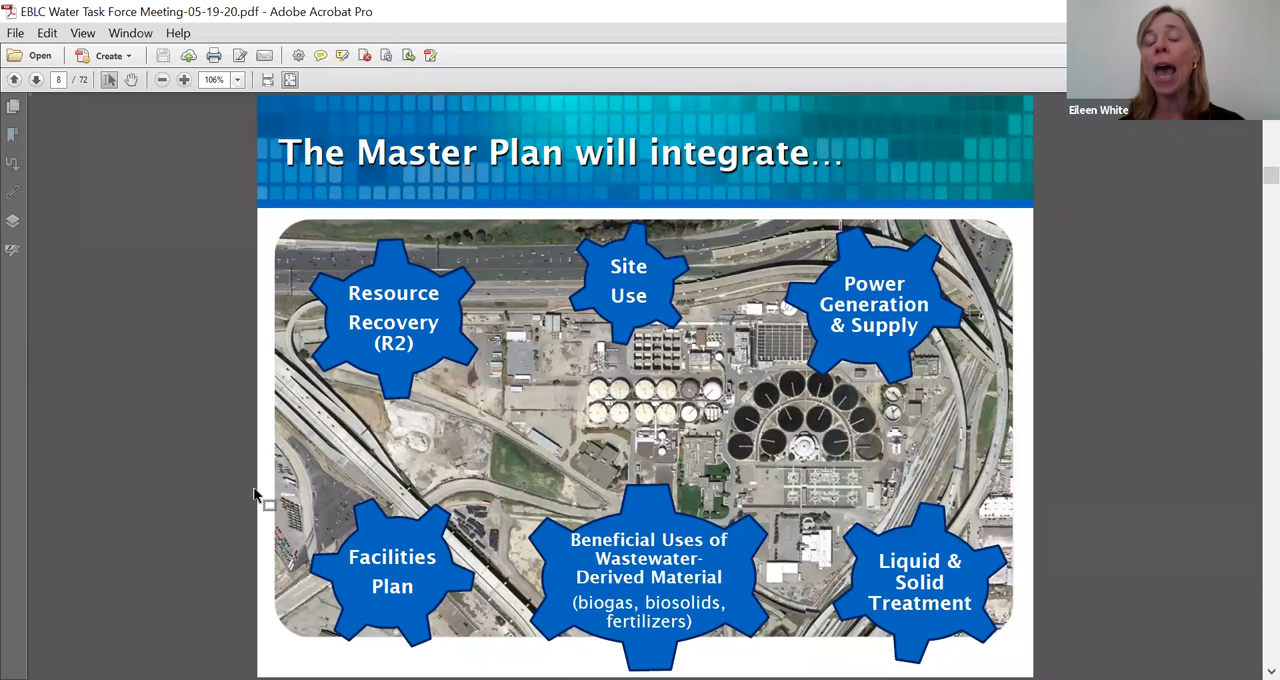 EBLC Water Task Force Meeting-05-19-20.pdf - Adobe Acrobat Pro
File Edit View Window Help
Open Create
8 / 72 106%
Eileen White
The Master Plan will integrate...
Resource
Recovery
(R2)
Site
Use
Power
Generation
& Supply
Facilities
Plan
Beneficial Uses of
Wastewater-
Derived Material
(biogas, biosolids,
fertilizers)
Liquid &
Solid
Treatment